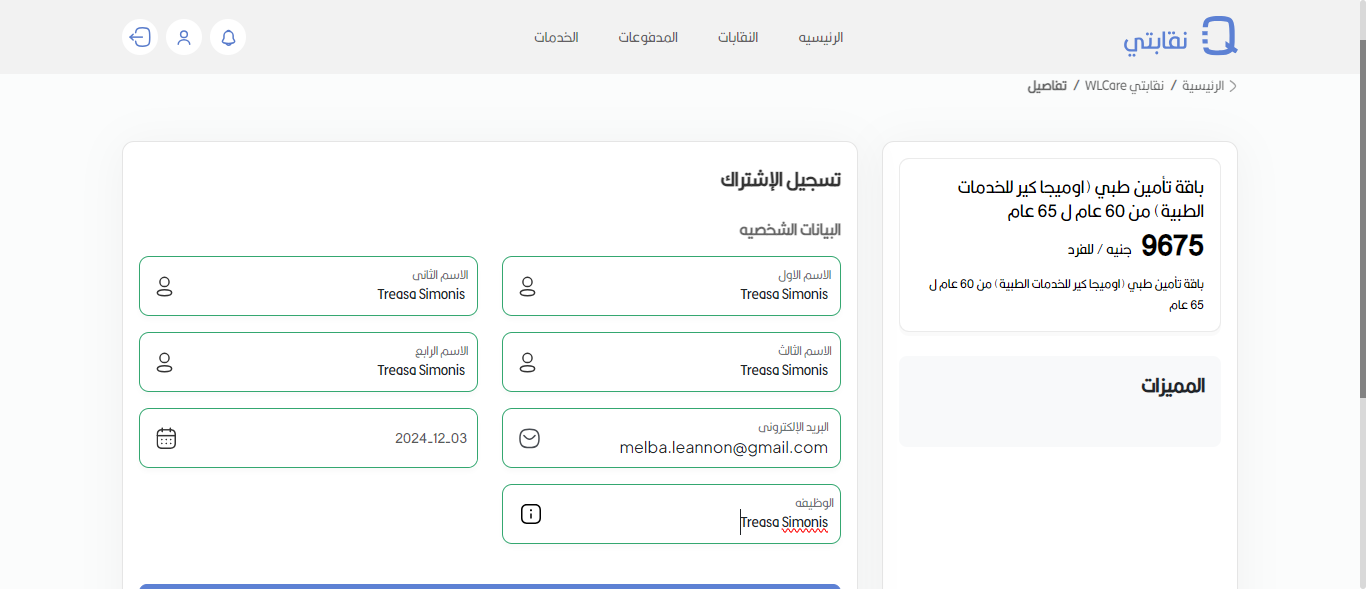 نقابتي
الرئيسيه
النقابات
المدفوعات
الخدمات
الرئيسية / نقابتي WLCare / تفاصيل
باقة تأمين طبي (اوميجا كير للخدمات
الطبية) من 60 عام ل 65 عام
9675 جنيه / للفرد
باقة تأمين طبي (اوميجا كير للخدمات الطبية) من 60 عام ل
65 عام
المميزات
تسجيل الإشتراك
البيانات الشخصيه
الاسم الاول
Treasa Simonis
الاسم الثانى
Treasa Simonis
الاسم الثالث
Treasa Simonis
الاسم الرابع
Treasa Simonis
البريد الإلكترونى
melba.leannon@gmail.com
2024-12-03
الوظيفه
Treasa Simonis